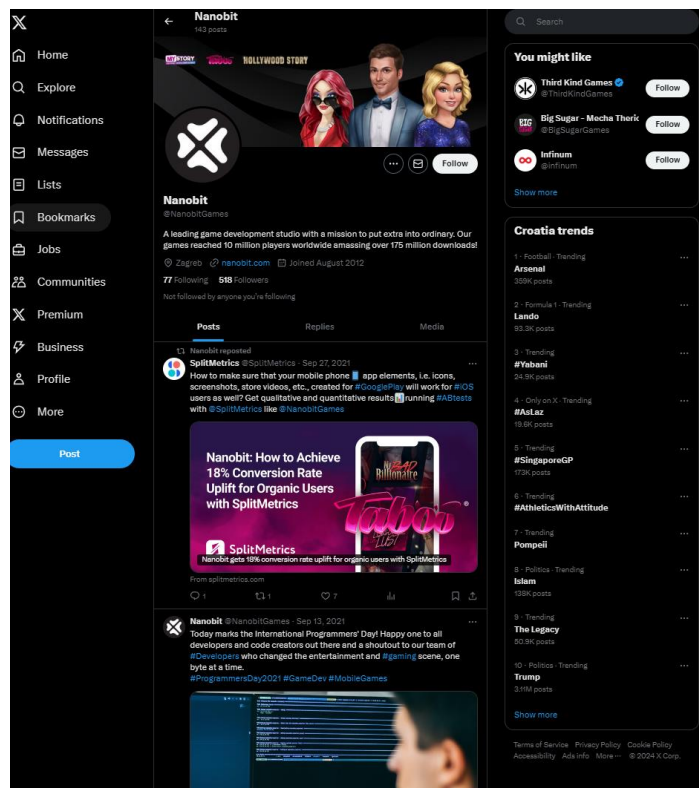 Home
Explore
Notifications
Messages
Lists
Bookmarks
Jobs
Communities
Premium
Business
Profile
More
Post
Nanobit
143 posts
MYSTORY
Taboo
HOLLYWOOD STORY
Follow
Nanobit
@NanobitGames
A leading game development studio with a mission to put extra into ordinary. Our
games reached 10 million players worldwide amassing over 175 million downloads!
Zagreb nanobit.com Joined August 2012
77 Following 518 Followers
Not followed by anyone you're following
Posts Replies Media
Nanobit reposted
SplitMetrics @SplitMetrics · Sep 27, 2021
How to make sure that your mobile phone app elements, i.e. icons,
screenshots, store videos, etc., created for #GooglePlay will work for #IOS
users as well? Get qualitative and quantitative results running #ABtests
with @SplitMetrics like @NanobitGames
Nanobit: How to Achieve
18% Conversion Rate
Uplift for Organic Users
with SplitMetrics
SplitMetrics
My BAD
Billionaire
Taboo
LUST
Nanobit gets 18% conversion rate uplift for organic users with SplitMetrics
From splitmetrics.com
1 1 7
Nanobit @NanobitGames · Sep 13, 2021
Today marks the International Programmers' Day! Happy one to all
developers and code creators out there and a shoutout to our team of
#Developers who changed the entertainment and #gaming scene, one
byte at a time.
#ProgrammersDay2021 #GameDev #MobileGames
Search
You might like
Third Kind Games
@ThirdKindGames
Follow
BIG
Big Sugar - Mecha Theric
@BigSugarGames
Follow
Infinum
@infinum
Follow
Show more
Croatia trends
1 · Football · Trending
Arsenal
359K posts
2 · Formula 1 · Trending
Lando
93.3K posts
3 · Trending
#Yabani
24.9K posts
4 · Only on X · Trending
#AsLaz
19.6K posts
5 · Trending
#SingaporeGP
173K posts
6 · Trending
#AthleticsWithAttitude
7 · Trending
Pompeii
8 · Politics · Trending
Islam
138K posts
9 · Trending
The Legacy
50.9K posts
10 · Politics · Trending
Trump
3.11M posts
Show more
Terms of Service Privacy Policy Cookie Policy
Accessibility Ads info More ··· © 2024 X Corp.